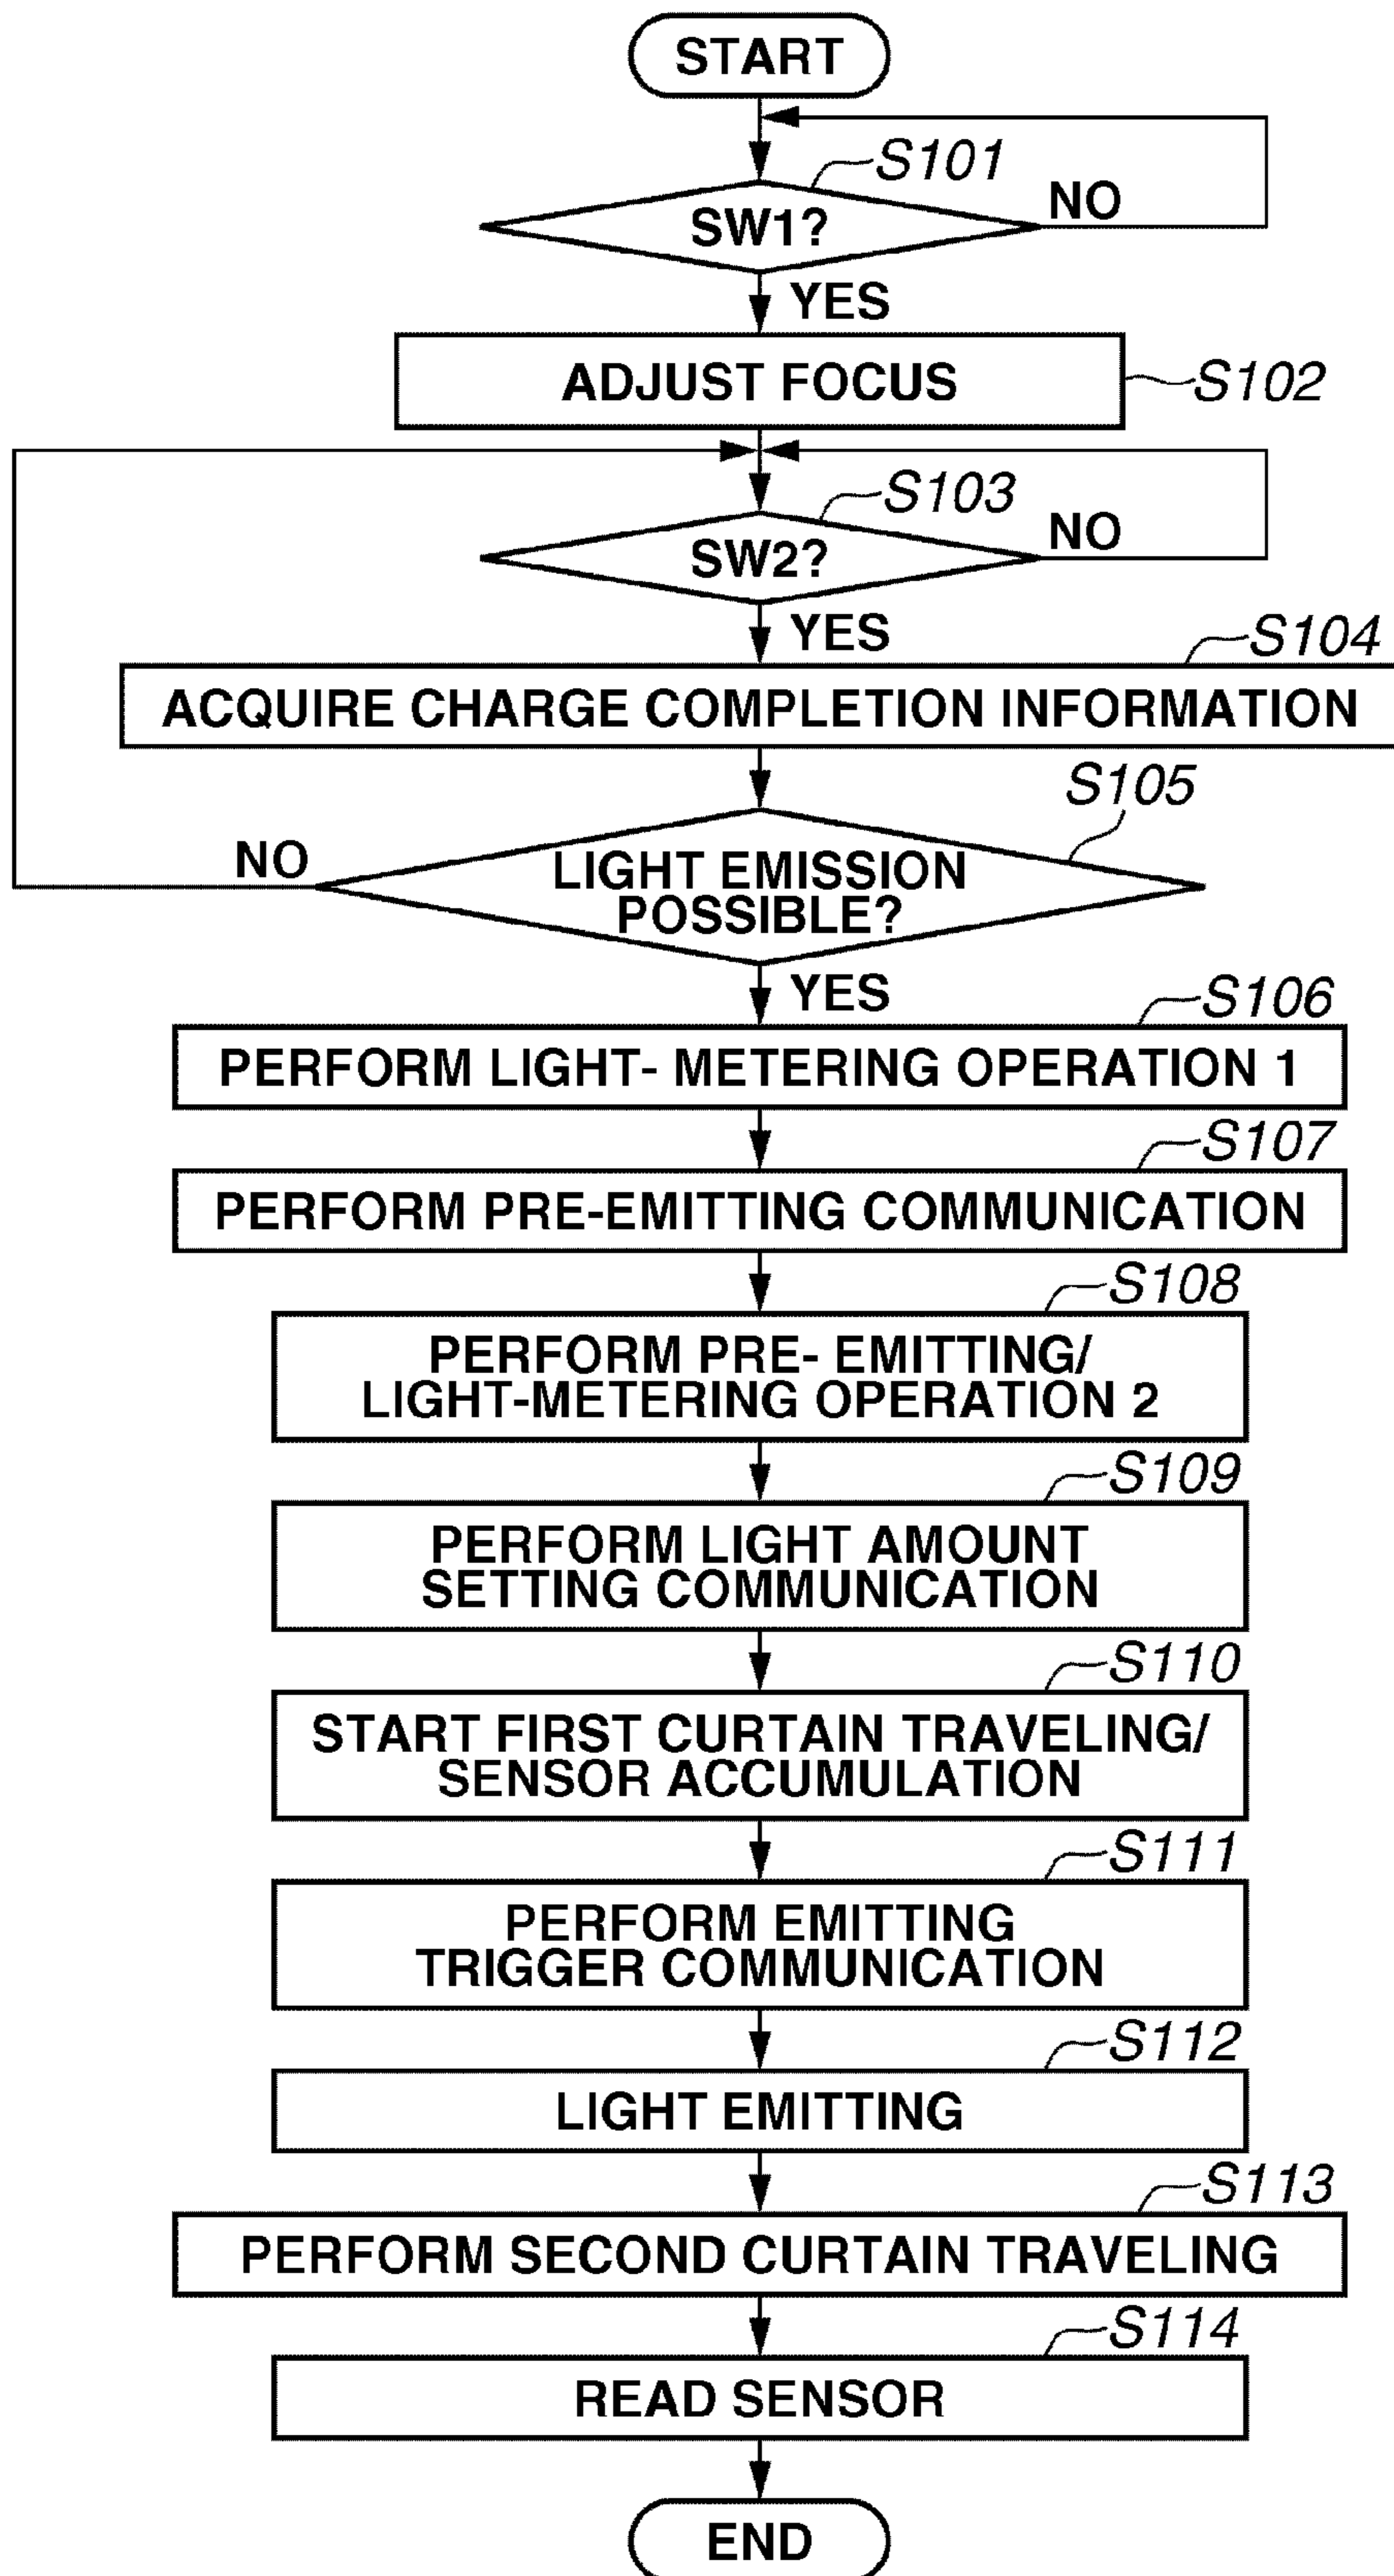 START
S101
SW1?
NO
YES
ADJUST FOCUS
S102
S103
SW2?
NO
YES
S104
ACQUIRE CHARGE COMPLETION INFORMATION
S105
NO
LIGHT EMISSION
POSSIBLE?
YES
S106
PERFORM LIGHT- METERING OPERATION 1
S107
PERFORM PRE-EMITTING COMMUNICATION
S108
PERFORM PRE- EMITTING/
LIGHT-METERING OPERATION 2
S109
PERFORM LIGHT AMOUNT
SETTING COMMUNICATION
S110
START FIRST CURTAIN TRAVELING/
SENSOR ACCUMULATION
S111
PERFORM EMITTING
TRIGGER COMMUNICATION
S112
LIGHT EMITTING
S113
PERFORM SECOND CURTAIN TRAVELING
S114
READ SENSOR
END